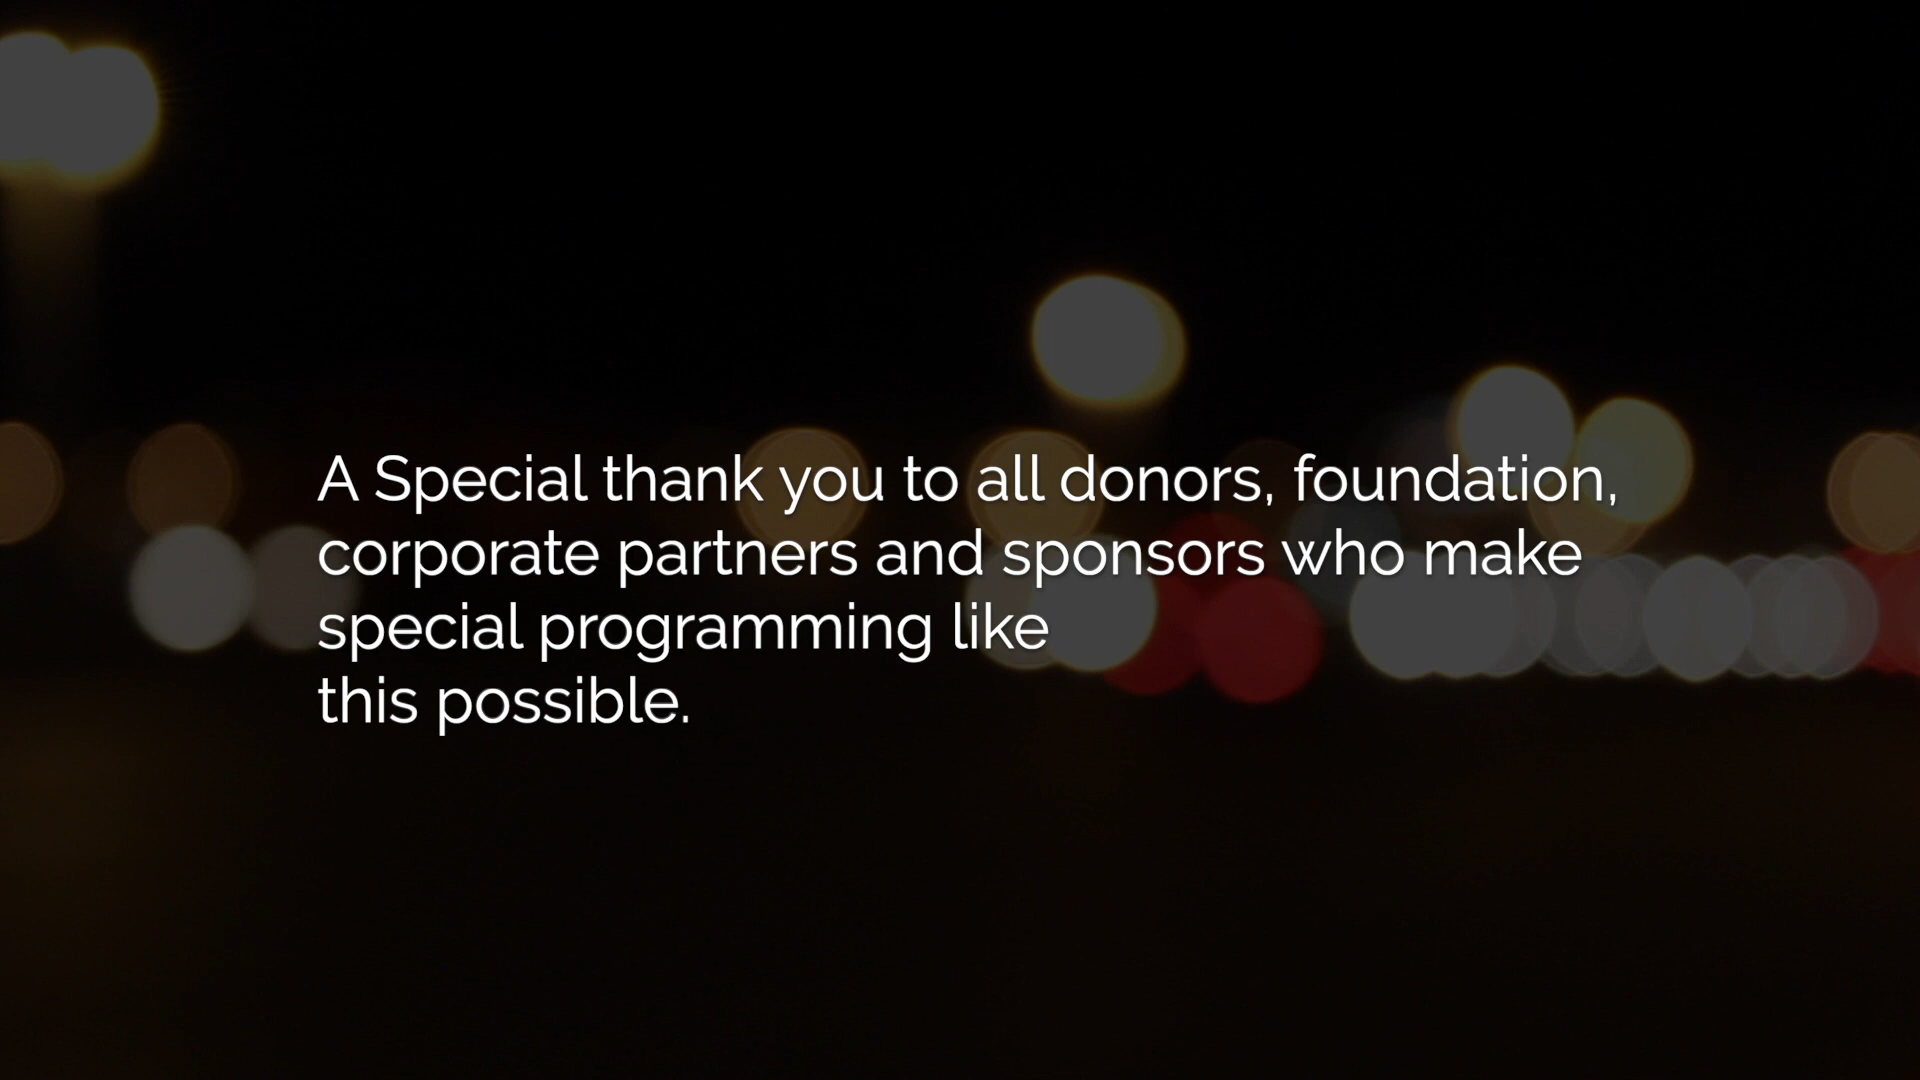 A Special thank you to all donors, foundation,
corporate partners and sponsors who make
special programming like
this possible.